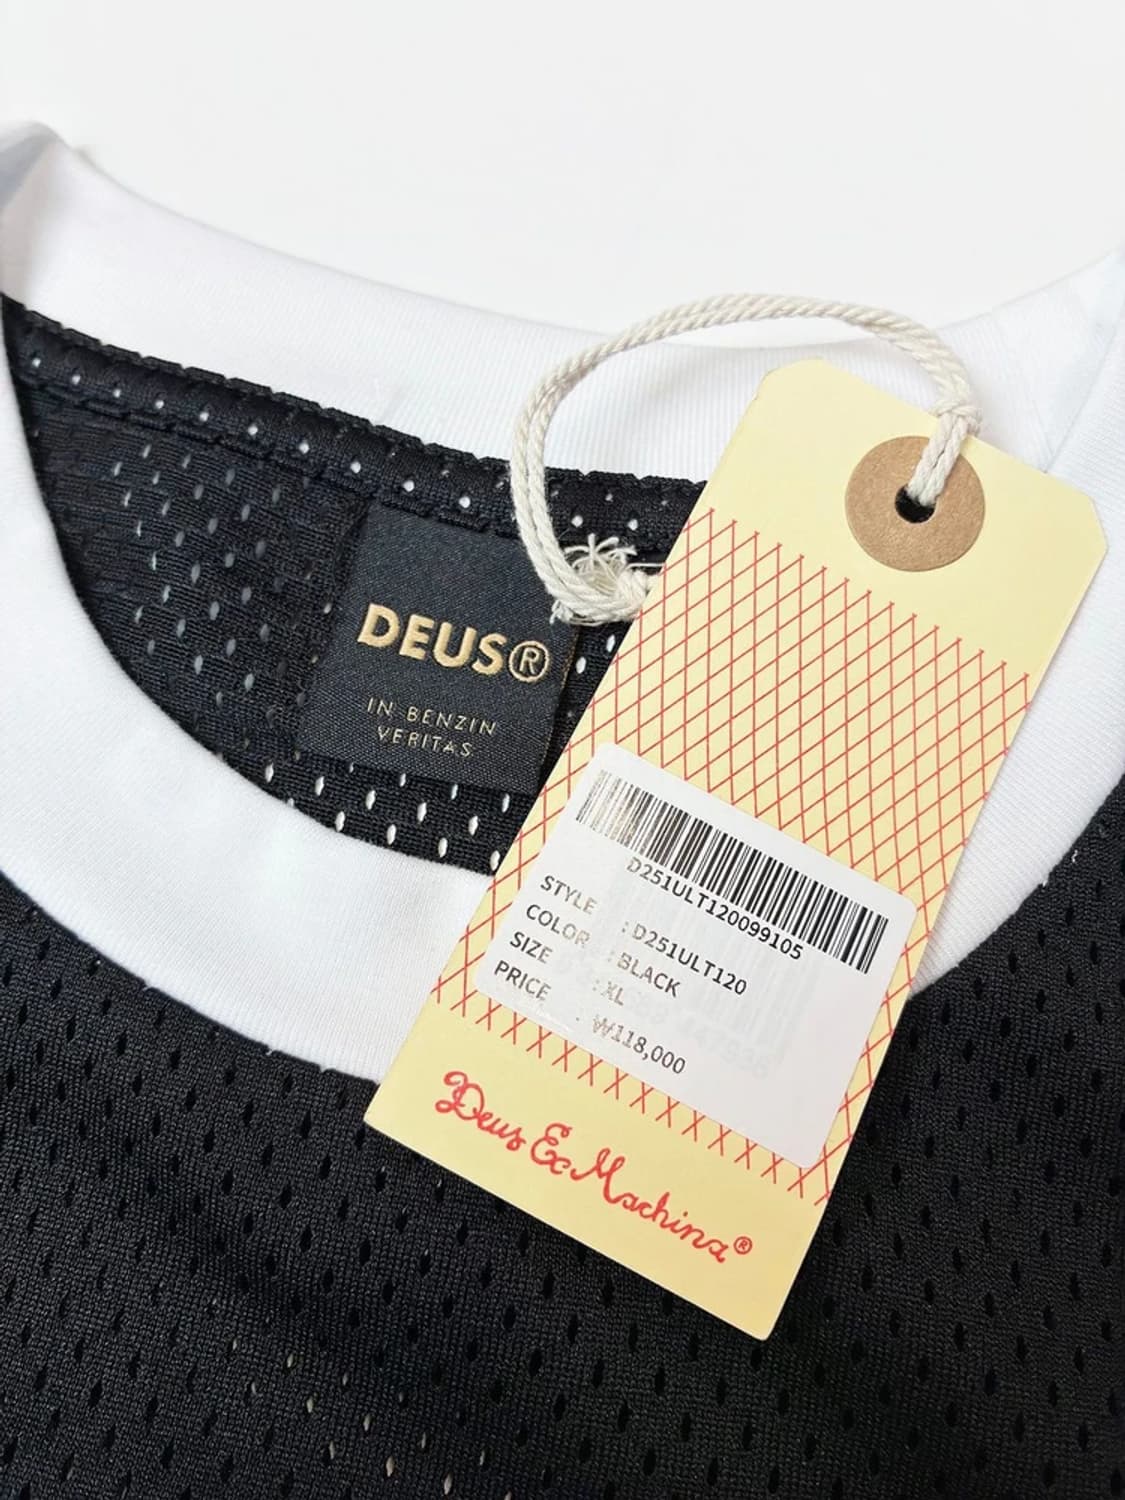 DEUS®
IN BENZIN
VERITAS
D251ULT120099105
STYLE : D251ULT120
COLOR : BLACK
SIZE : XL
PRICE : ₩118,000
Deus Ex Machina®